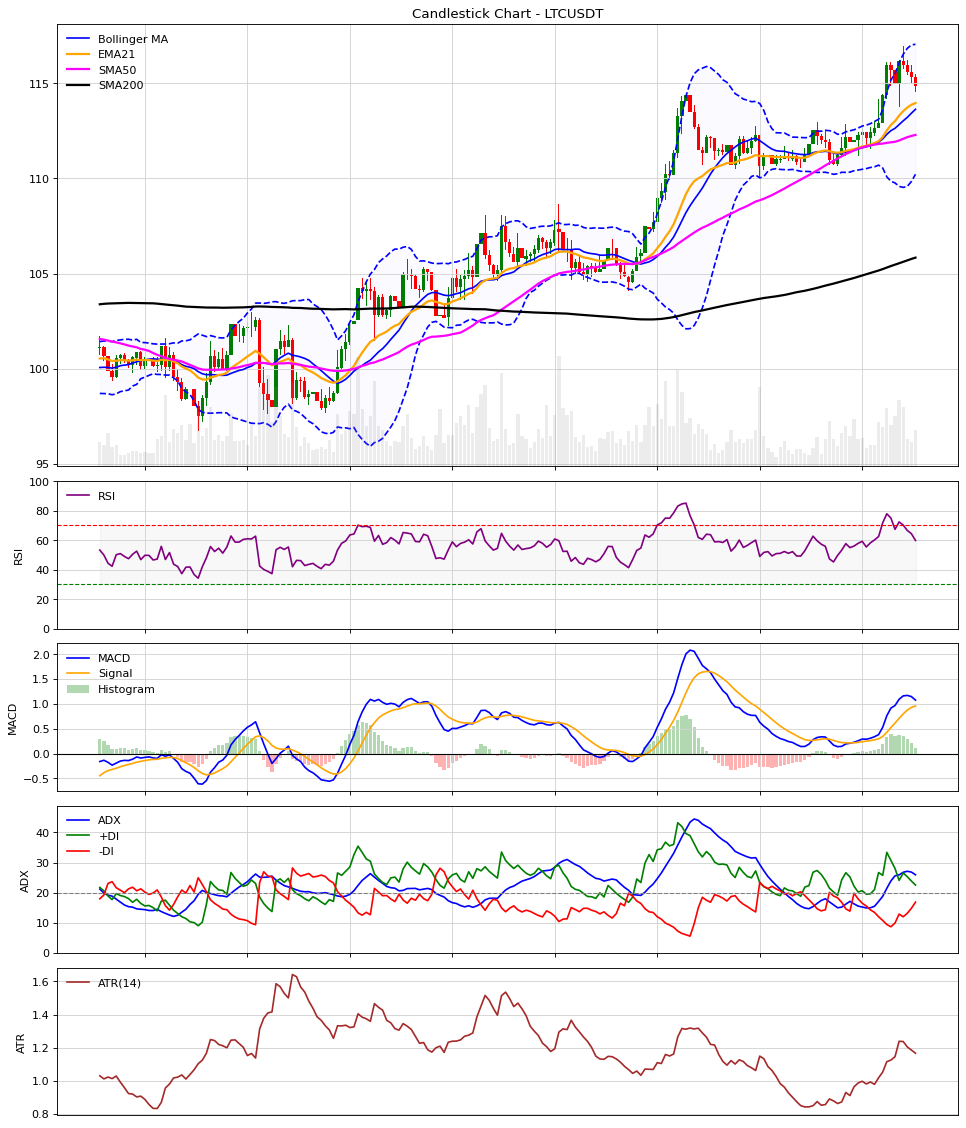 Candlestick Chart - LTCUSDT
Bollinger MA
EMA21
SMA50
SMA200
115
110
105
100
95
RSI
100
80
60
40
20
0
RSI
MACD
Signal
Histogram
2.0
1.5
1.0
0.5
0.0
−0.5
MACD
ADX
+DI
-DI
40
30
20
10
0
ADX
ATR(14)
1.6
1.4
1.2
1.0
0.8
ATR